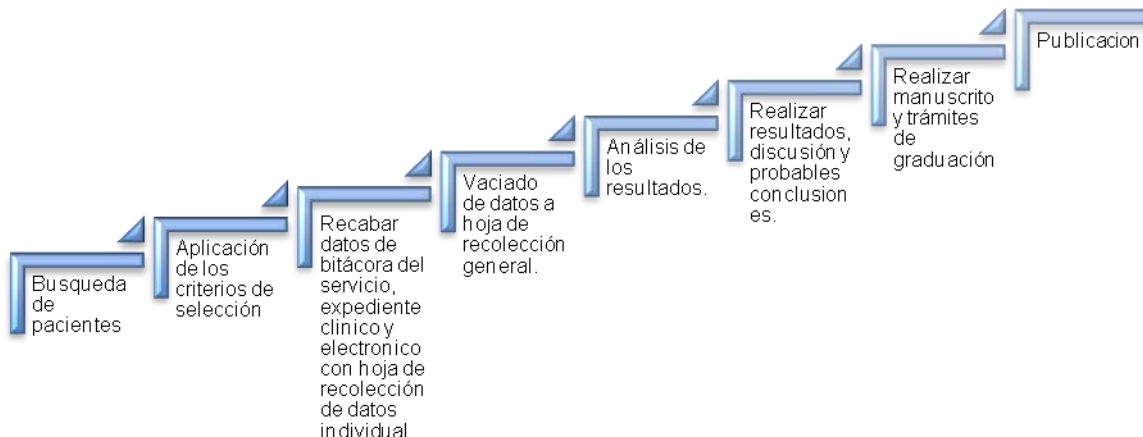 Busqueda
de
pacientes
Aplicación
de los
criterios de
selección
Recabar
datos de
bitácora del
servicio,
expediente
clinico y
electronico
con hoja de
recolección
de datos
individual
Vaciado
de datos a
hoja de
recolección
general.
Análisis de
los
resultados.
Realizar
resultados,
discusión y
probables
conclusion
es.
Realizar
manuscrito
y trámites
de
graduación
Publicacion